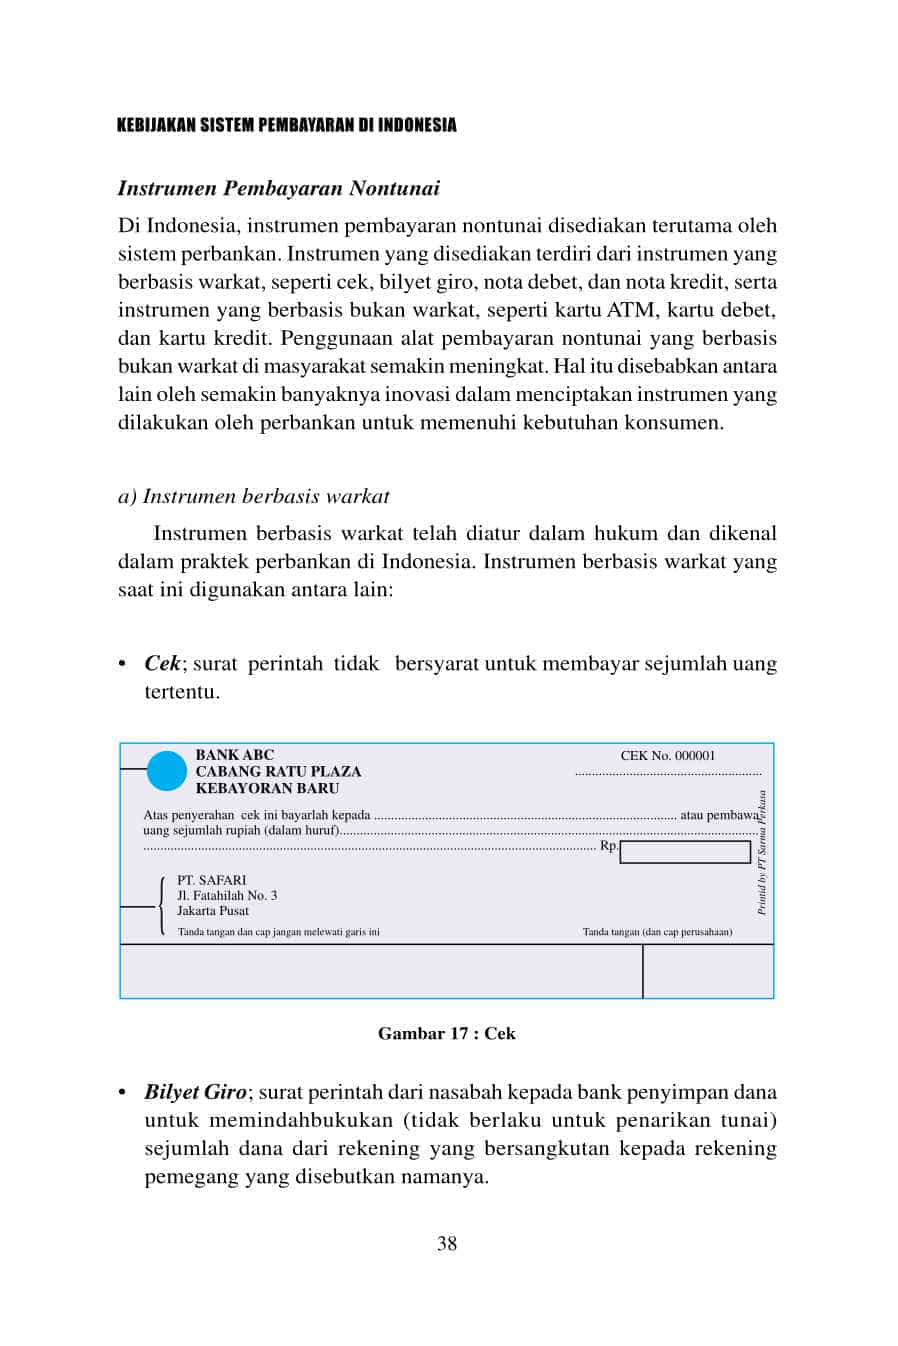 KEBIJAKAN SISTEM PEMBAYARAN DI INDONESIA
Instrumen Pembayaran Nontunai
Di Indonesia, instrumen pembayaran nontunai disediakan terutama oleh
sistem perbankan. Instrumen yang disediakan terdiri dari instrumen yang
berbasis warkat, seperti cek, bilyet giro, nota debet, dan nota kredit, serta
instrumen yang berbasis bukan warkat, seperti kartu ATM, kartu debet,
dan kartu kredit. Penggunaan alat pembayaran nontunai yang berbasis
bukan warkat di masyarakat semakin meningkat. Hal itu disebabkan antara
lain oleh semakin banyaknya inovasi dalam menciptakan instrumen yang
dilakukan oleh perbankan untuk memenuhi kebutuhan konsumen.
a) Instrumen berbasis warkat
Instrumen berbasis warkat telah diatur dalam hukum dan dikenal
dalam praktek perbankan di Indonesia. Instrumen berbasis warkat yang
saat ini digunakan antara lain:
• Cek; surat perintah tidak bersyarat untuk membayar sejumlah uang
tertentu.
BANK ABC
CABANG RATU PLAZA
KEBAYORAN BARU
CEK No. 000001
.......................................................
Atas penyerahan cek ini bayarlah kepada ......................................................................................... atau pembawa
uang sejumlah rupiah (dalam huruf)...........................................................................................................................
..................................................................................................................................... Rp.
PT. SAFARI
Jl. Fatahilah No. 3
Jakarta Pusat
Tanda tangan dan cap jangan melewati garis ini
Tanda tangan (dan cap perusahaan)
Printid by PT Sarma Perkasa
Gambar 17 : Cek
• Bilyet Giro; surat perintah dari nasabah kepada bank penyimpan dana
untuk memindahbukukan (tidak berlaku untuk penarikan tunai)
sejumlah dana dari rekening yang bersangkutan kepada rekening
pemegang yang disebutkan namanya.
38